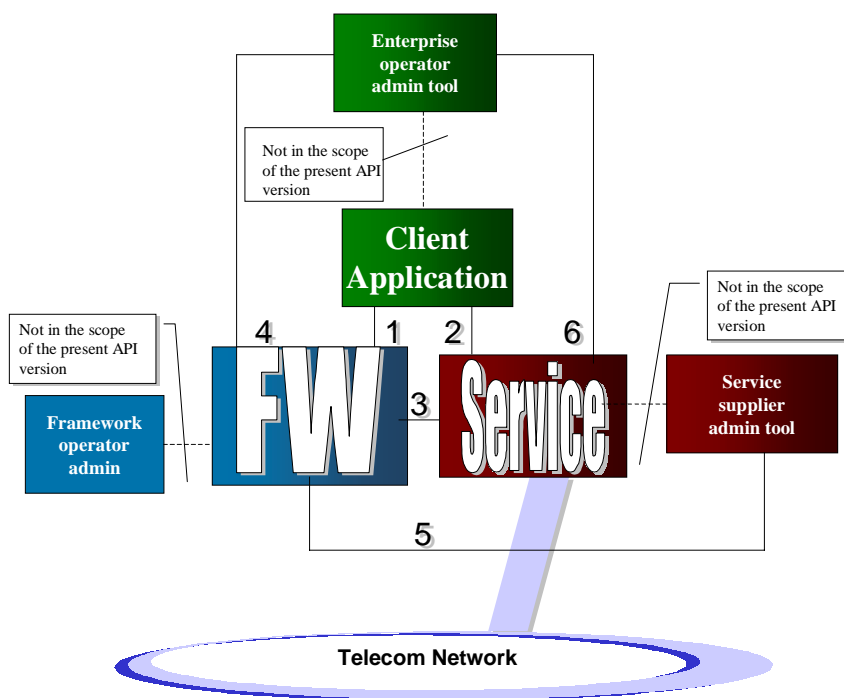 Enterprise
operator
admin tool
Not in the scope
of the present API
version
Client
Application
Not in the scope
of the present API
version
Not in the scope
of the present API
version
4
1
2
6
FW
3
Service
Service
supplier
admin tool
Framework
operator
admin
5
Telecom Network